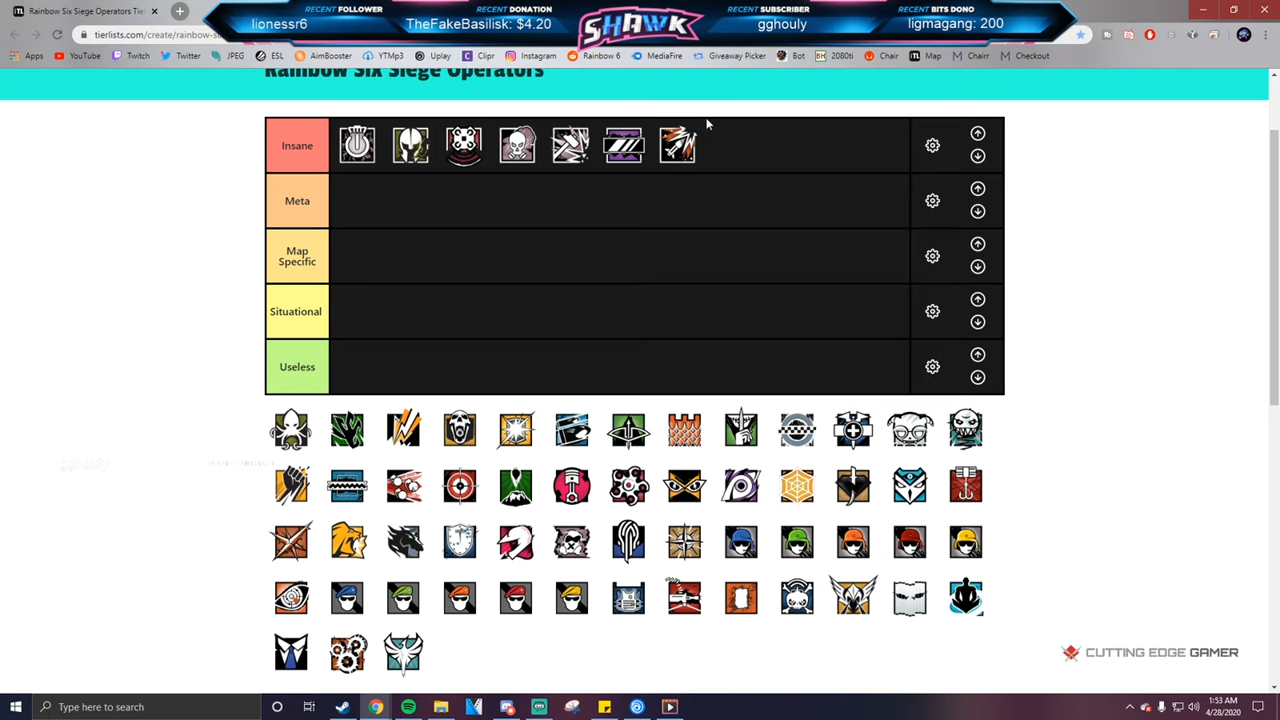 Rainbow Six Siege Operators Tier
RECENT FOLLOWER
lionessr6
RECENT DONATION
TheFakeBasilisk: $4.20
SHAWK
RECENT SUBSCRIBER
gghouly
RECENT BITS DONO
ligmagang: 200
tierlists.com/create/rainbow-si
Apps YouTube Twitch Twitter JPEG ESL AimBooster YTMp3 Uplay Clipr Instagram Rainbow 6 MediaFire Giveaway Picker Bot 2080ti Chair Map Chairr Checkout
Rainbow Six Siege Operators
Insane
Meta
Map
Specific
Situational
Useless
CUTTING EDGE GAMER
Type here to search
1:53 AM
4/28/2020